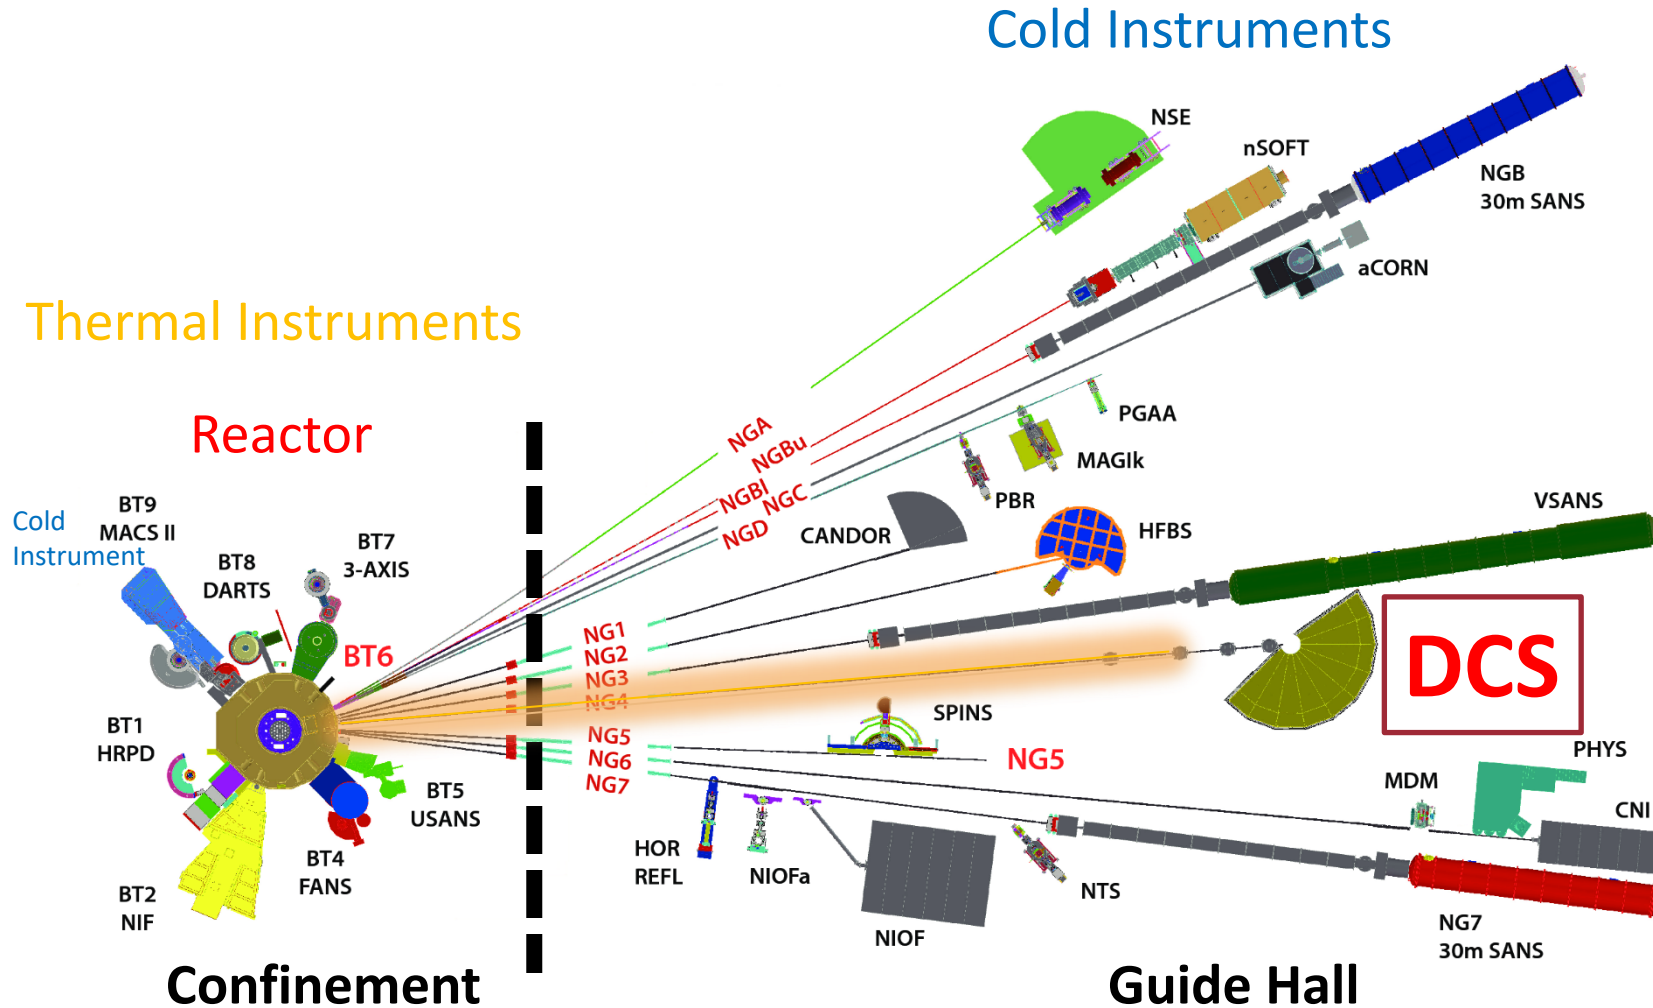 Cold Instruments
NSE
nSOFT
NGB
30m SANS
aCORN
Thermal Instruments
Reactor
NGA
NGBu
NGBl
NGC
NGD
PGAA
MAGIk
PBR
CANDOR
HFBS
VSANS
BT9
MACS II
Cold
Instrument
BT8
DARTS
BT7
3-AXIS
BT6
NG1
NG2
NG3
NG4
NG5
NG6
NG7
DCS
SPINS
NG5
PHYS
MDM
CNI
BT1
HRPD
BT5
USANS
BT4
FANS
BT2
NIF
HOR
REFL
NIOFa
NIOF
NTS
NG7
30m SANS
Confinement
Guide Hall